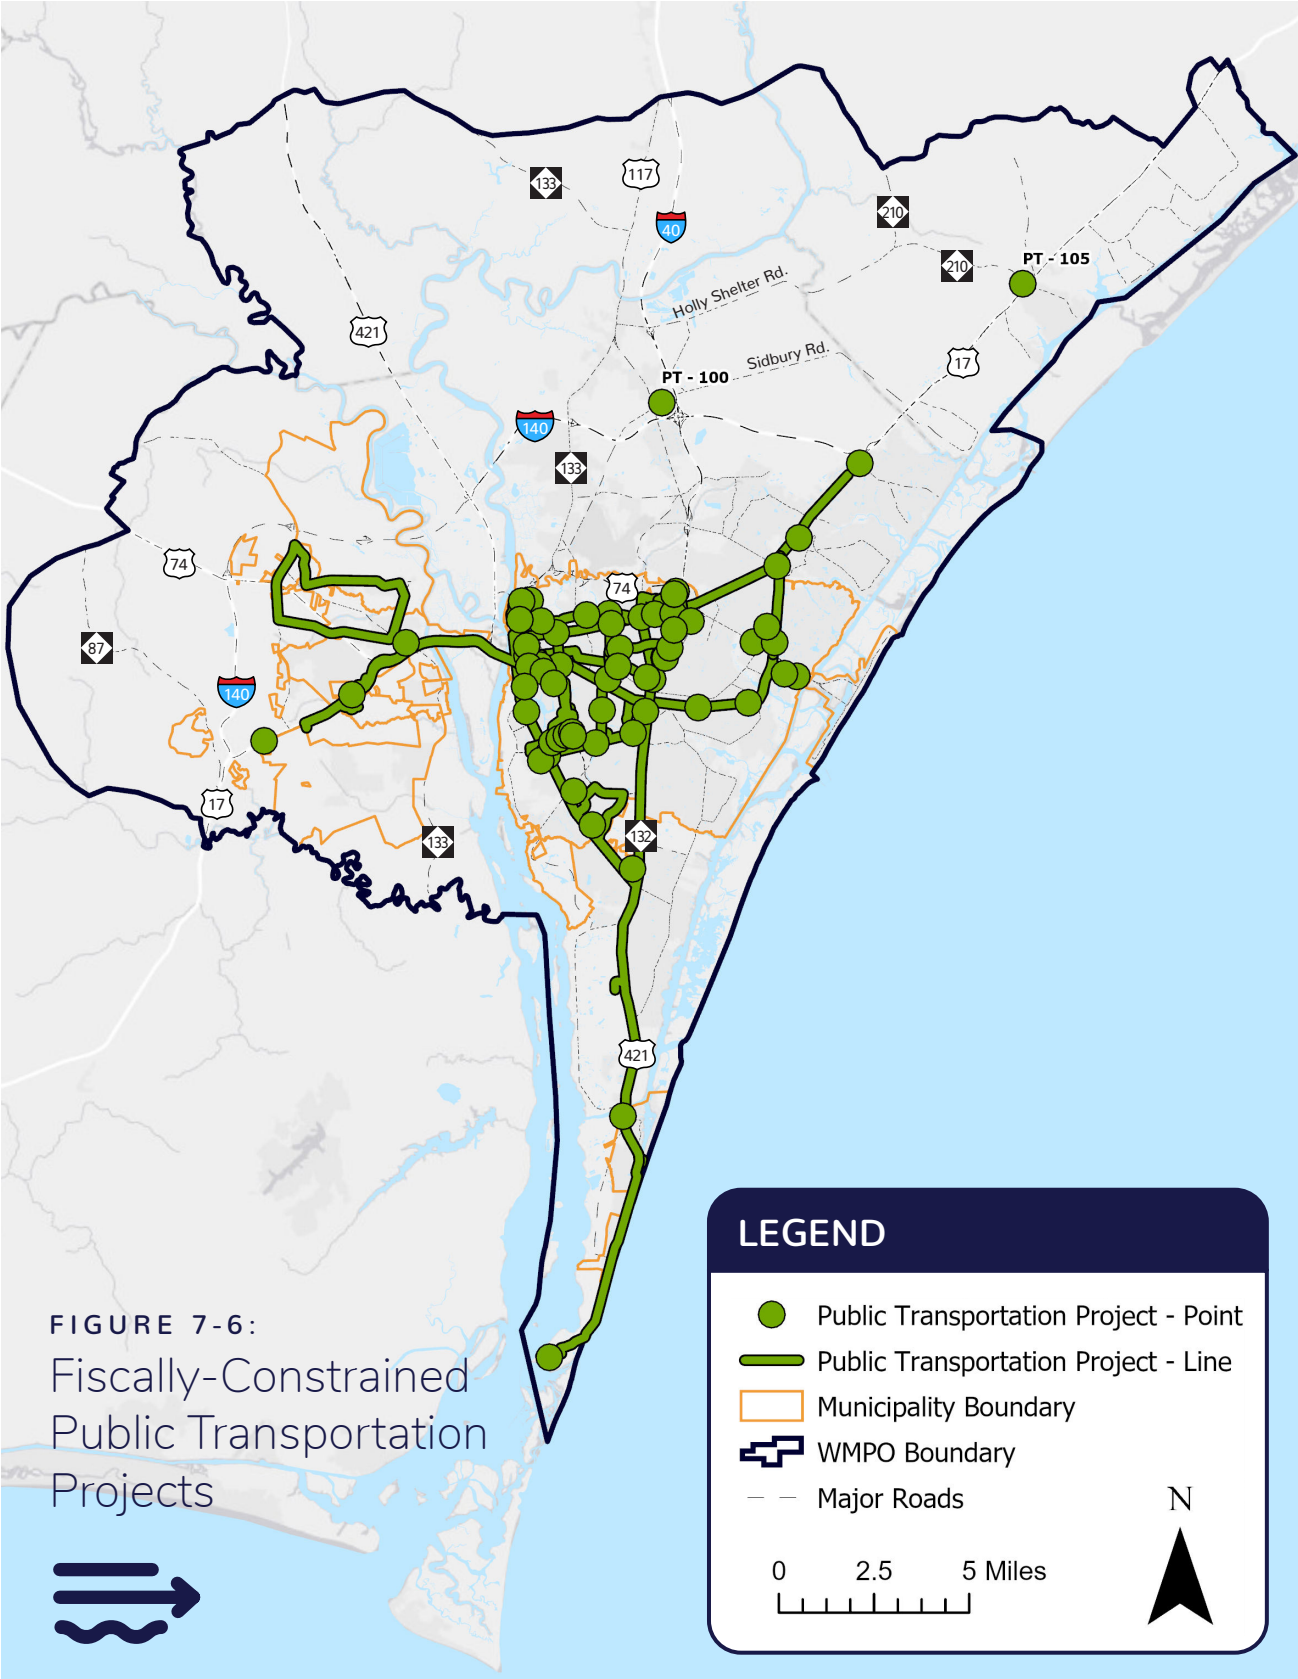 133
117
40
210
210
PT - 105
Holly Shelter Rd.
421
Sidbury Rd.
17
PT - 100
140
133
74
74
87
140
17
133
132
421
LEGEND
Public Transportation Project - Point
Public Transportation Project - Line
Municipality Boundary
WMPO Boundary
Major Roads
N
0 2.5 5 Miles
FIGURE 7-6:
Fiscally-Constrained
Public Transportation
Projects